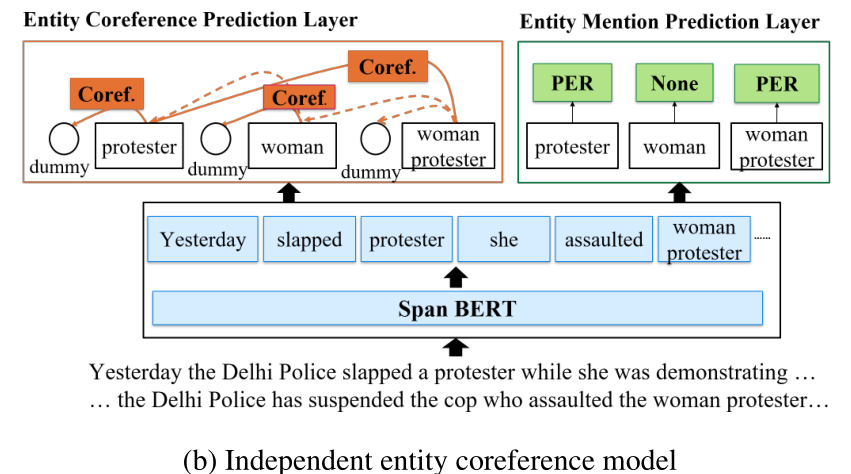 Entity Coreference Prediction Layer
Entity Mention Prediction Layer
Coref.
Coref.
Coref.
dummy
protester
dummy
woman
dummy
woman
protester
PER
None
PER
protester
woman
woman
protester
Yesterday
slapped
protester
she
assaulted
woman
protester
......
Span BERT
Yesterday the Delhi Police slapped a protester while she was demonstrating …
… the Delhi Police has suspended the cop who assaulted the woman protester…
(b) Independent entity coreference model